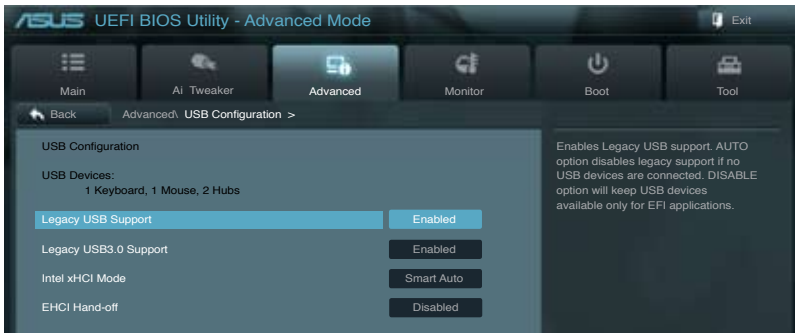 ASUS UEFI BIOS Utility - Advanced Mode
Exit
Main
Ai Tweaker
Advanced
Monitor
Boot
Tool
Back
Advanced\ USB Configuration >
USB Configuration
USB Devices:
1 Keyboard, 1 Mouse, 2 Hubs
Legacy USB Support Enabled
Legacy USB3.0 Support Enabled
Intel xHCI Mode Smart Auto
EHCI Hand-off Disabled
Enables Legacy USB support. AUTO
option disables legacy support if no
USB devices are connected. DISABLE
option will keep USB devices
available only for EFI applications.